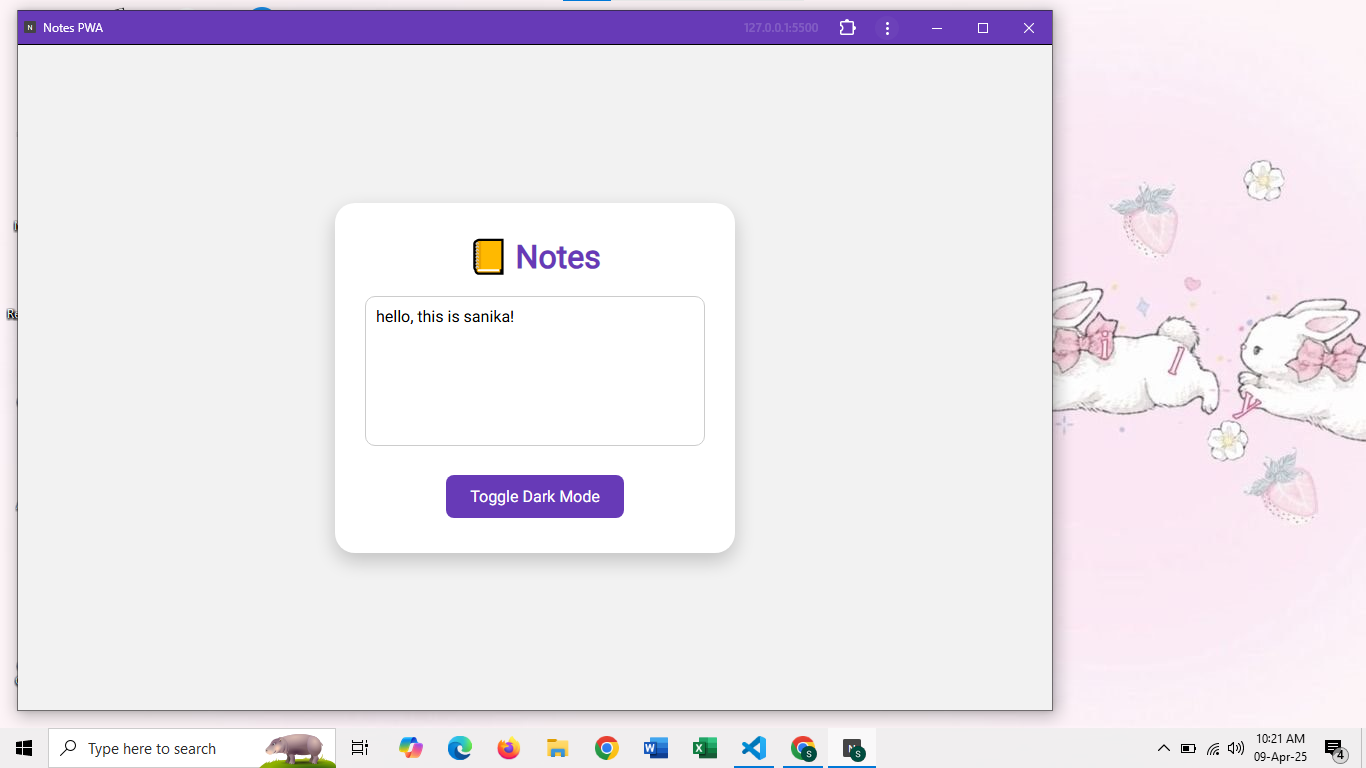 Notes PWA
127.0.0.1:5500
Notes
hello, this is sanika!
Toggle Dark Mode
Type here to search
10:21 AM
09-Apr-25
4